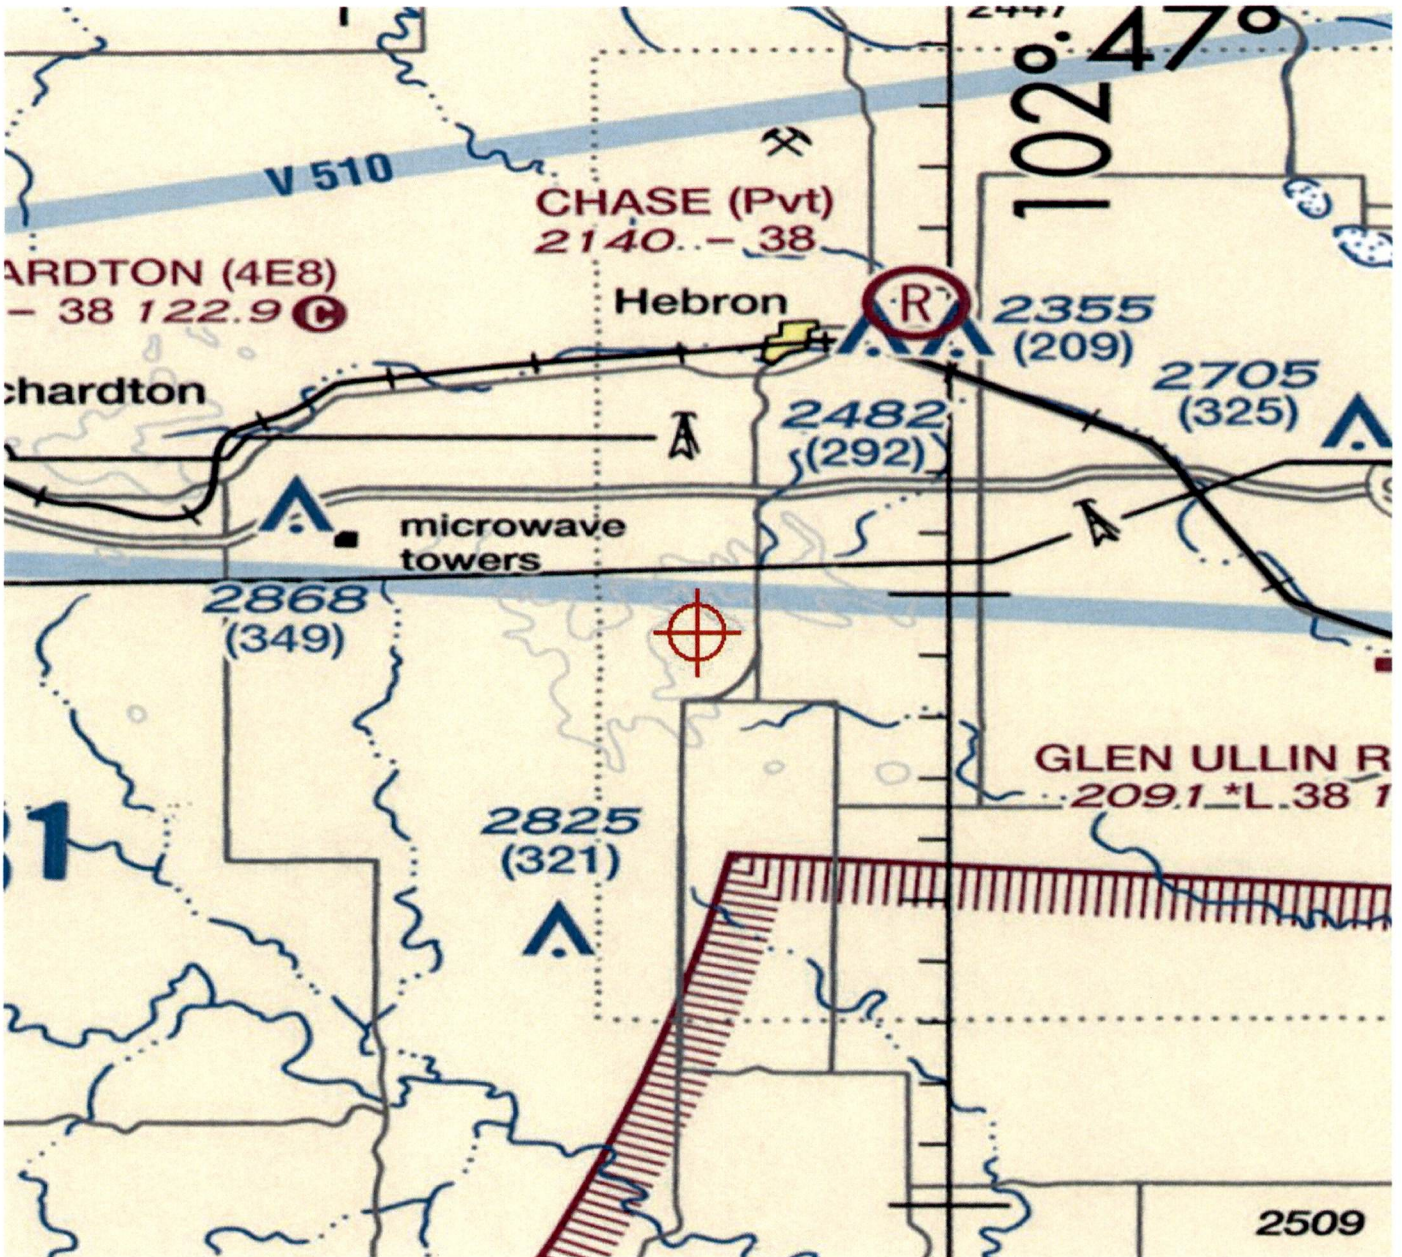 2447
47°
102°
V 510
CHASE (Pvt)
2140 - 38
ARDTON (4E8)
- 38 122.9 C
Hebron
R
2355
(209)
chardton
2705
(325)
2482
(292)
microwave
towers
2868
(349)
GLEN ULLIN R
2091 *L 38 1
31
2825
(321)
2509